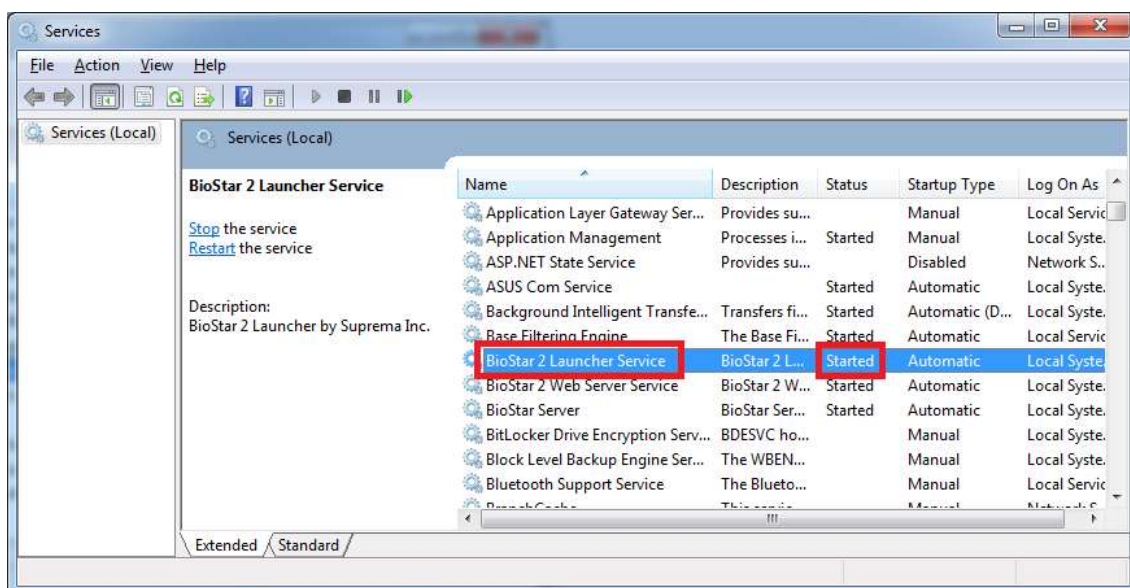 Services
File Action View Help
Services (Local)
Services (Local)
BioStar 2 Launcher Service
Stop the service
Restart the service
Description:
BioStar 2 Launcher by Suprema Inc.
Name Description Status Startup Type Log On As
Application Layer Gateway Ser... Provides su... Manual Local Servic
Application Management Processes i... Started Manual Local Syste.
ASP.NET State Service Provides su... Disabled Network S..
ASUS Com Service Started Automatic Local Syste.
Background Intelligent Transfe... Transfers fi... Started Automatic (D... Local Syste.
Base Filtering Engine The Base Fi... Started Automatic Local Servic
BioStar 2 Launcher Service BioStar 2 L... Started Automatic Local Syste.
BioStar 2 Web Server Service BioStar 2 W... Started Automatic Local Syste.
BioStar Server BioStar Ser... Started Automatic Local Syste.
BitLocker Drive Encryption Serv... BDESVC ho... Manual Local Syste.
Block Level Backup Engine Ser... The WBEN... Manual Local Syste.
Bluetooth Support Service The Blueto... Manual Local Servic
BranchCache This servic... Manual Network S
Extended Standard